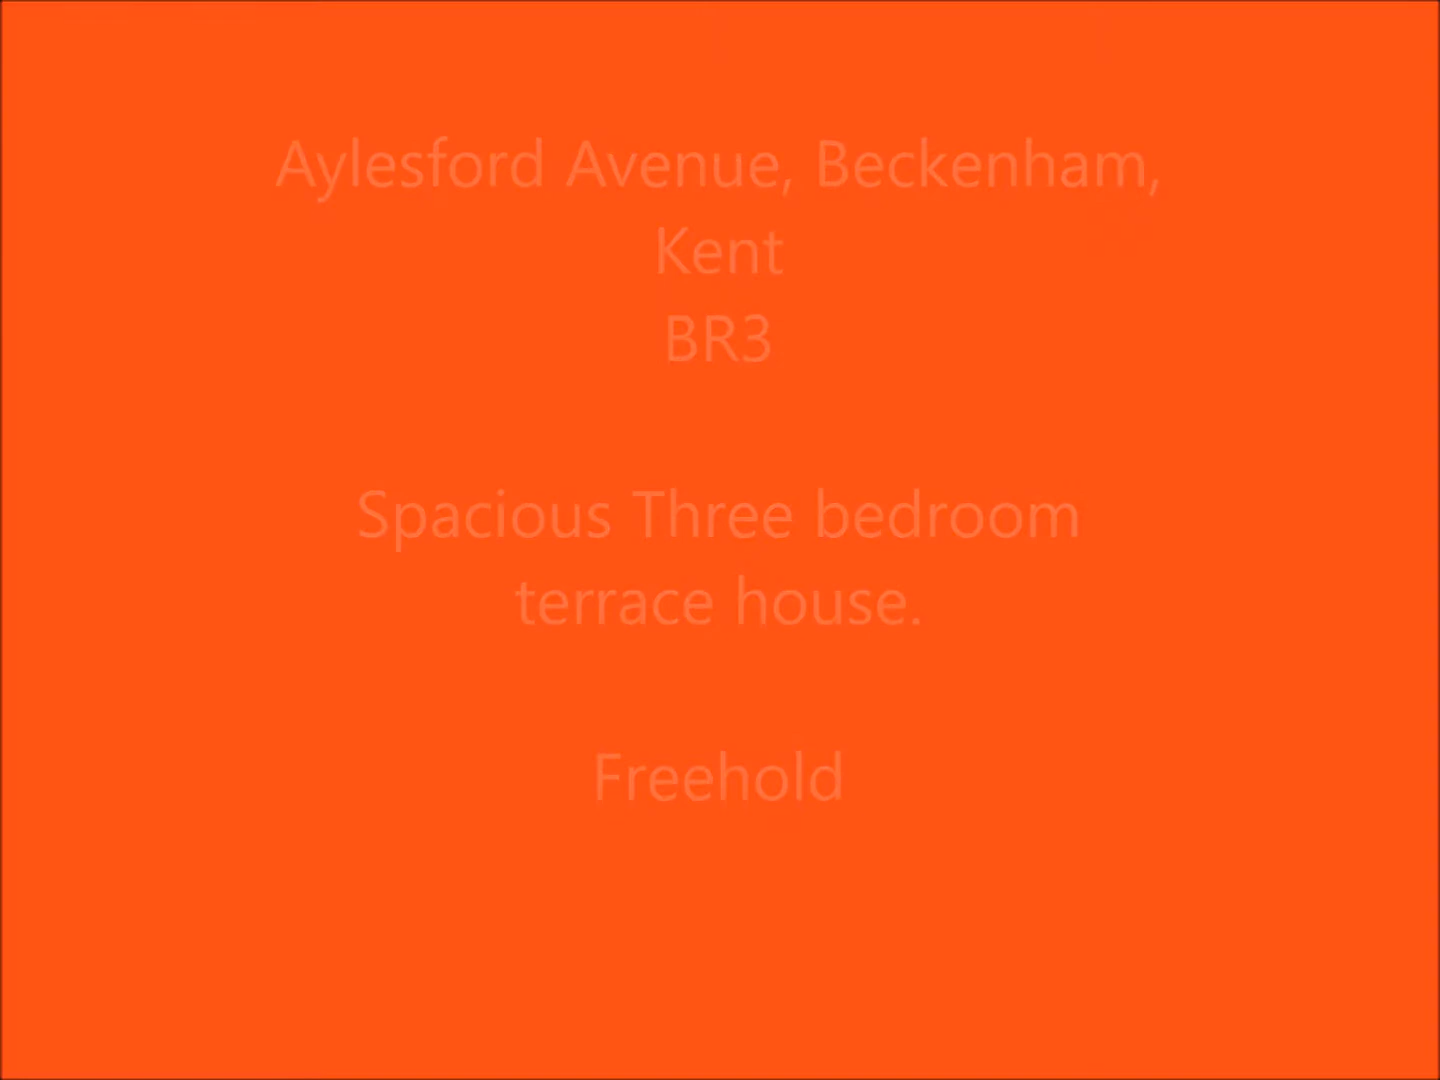 Aylesford Avenue, Beckenham,
Kent
BR3
Spacious Three bedroom
terrace house.
Freehold